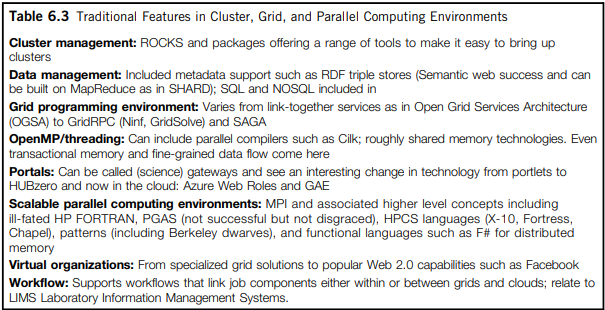 Table 6.3 Traditional Features in Cluster, Grid, and Parallel Computing Environments
Cluster management: ROCKS and packages offering a range of tools to make it easy to bring up
clusters
Data management: Included metadata support such as RDF triple stores (Semantic web success and can
be built on MapReduce as in SHARD); SQL and NOSQL included in
Grid programming environment: Varies from link-together services as in Open Grid Services Architecture
(OGSA) to GridRPC (Ninf, GridSolve) and SAGA
OpenMP/threading: Can include parallel compilers such as Cilk; roughly shared memory technologies. Even
transactional memory and fine-grained data flow come here
Portals: Can be called (science) gateways and see an interesting change in technology from portlets to
HUBzero and now in the cloud: Azure Web Roles and GAE
Scalable parallel computing environments: MPI and associated higher level concepts including
ill-fated HP FORTRAN, PGAS (not successful but not disgraced), HPCS languages (X-10, Fortress,
Chapel), patterns (including Berkeley dwarves), and functional languages such as F# for distributed
memory
Virtual organizations: From specialized grid solutions to popular Web 2.0 capabilities such as Facebook
Workflow: Supports workflows that link job components either within or between grids and clouds; relate to
LIMS Laboratory Information Management Systems.